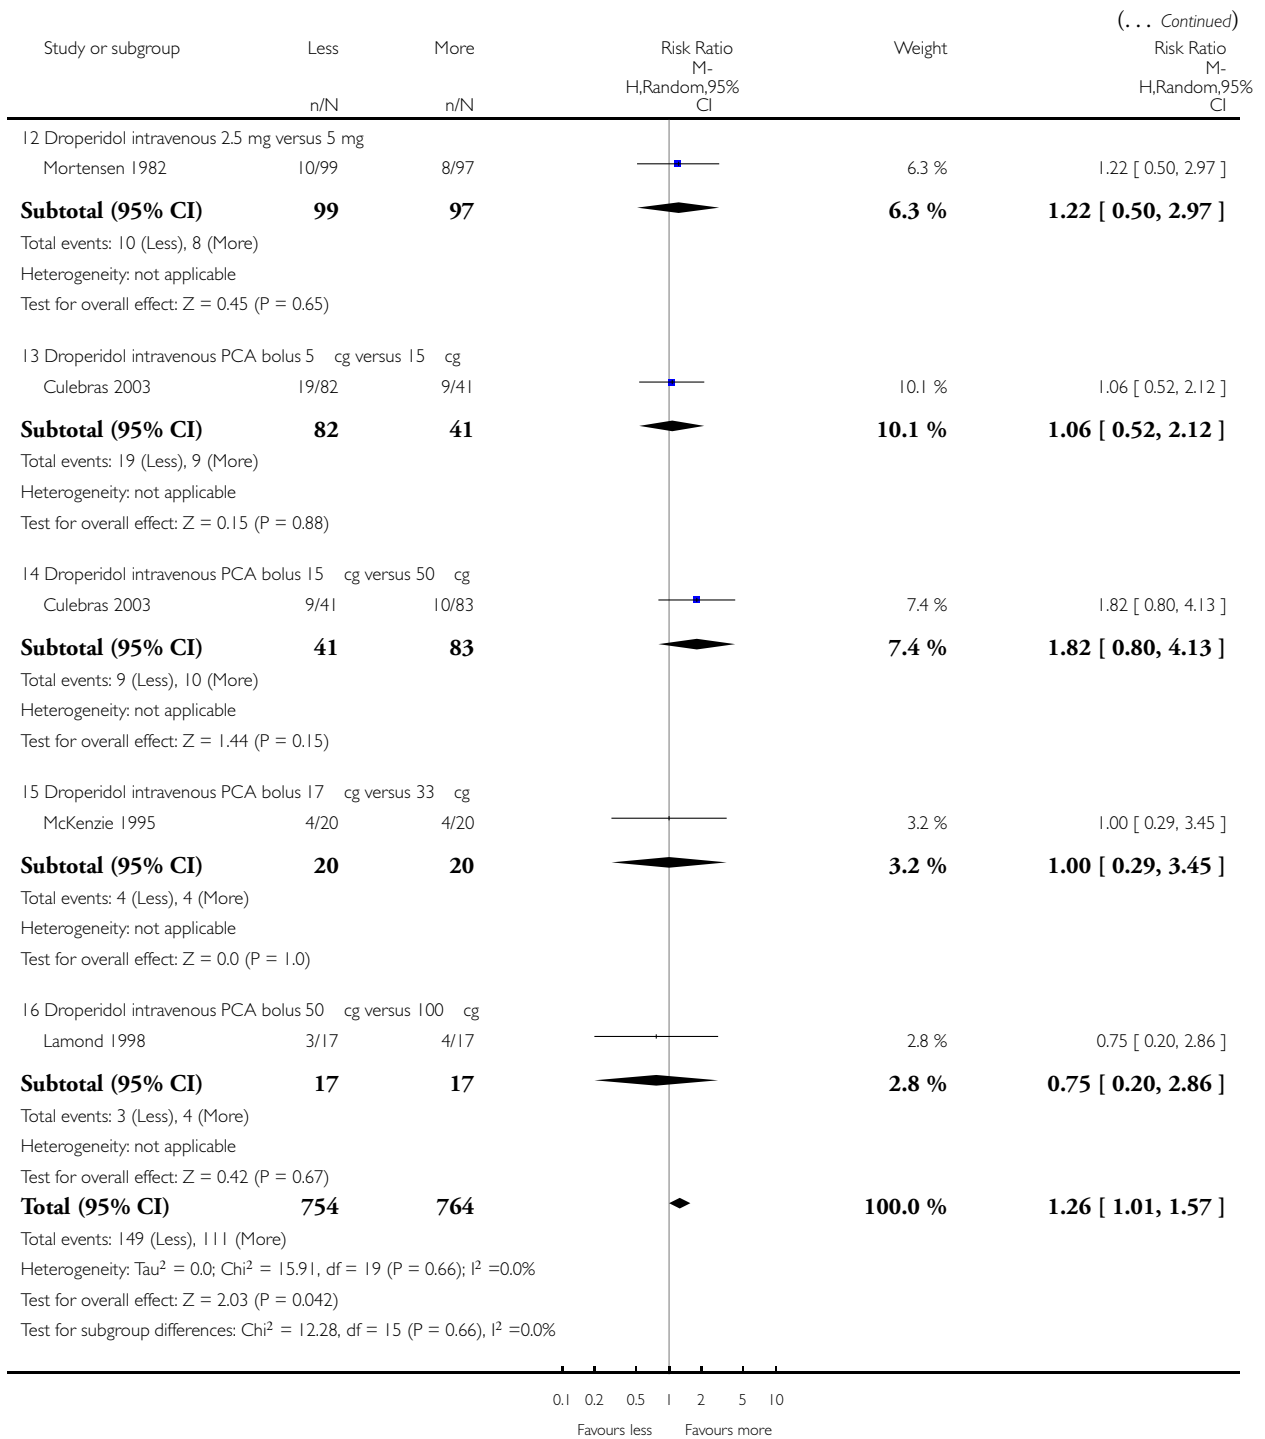 (... Continued)
Study or subgroup Less More Risk Ratio Weight Risk Ratio
M- M-
H,Random,95% H,Random,95%
n/N n/N CI CI
12 Droperidol intravenous 2.5 mg versus 5 mg
Mortensen 1982 10/99 8/97 6.3 % 1.22 [ 0.50, 2.97 ]
Subtotal (95% CI) 99 97 6.3 % 1.22 [ 0.50, 2.97 ]
Total events: 10 (Less), 8 (More)
Heterogeneity: not applicable
Test for overall effect: Z = 0.45 (P = 0.65)
13 Droperidol intravenous PCA bolus 5 cg versus 15 cg
Culebras 2003 19/82 9/41 10.1 % 1.06 [ 0.52, 2.12 ]
Subtotal (95% CI) 82 41 10.1 % 1.06 [ 0.52, 2.12 ]
Total events: 19 (Less), 9 (More)
Heterogeneity: not applicable
Test for overall effect: Z = 0.15 (P = 0.88)
14 Droperidol intravenous PCA bolus 15 cg versus 50 cg
Culebras 2003 9/41 10/83 7.4 % 1.82 [ 0.80, 4.13 ]
Subtotal (95% CI) 41 83 7.4 % 1.82 [ 0.80, 4.13 ]
Total events: 9 (Less), 10 (More)
Heterogeneity: not applicable
Test for overall effect: Z = 1.44 (P = 0.15)
15 Droperidol intravenous PCA bolus 17 cg versus 33 cg
McKenzie 1995 4/20 4/20 3.2 % 1.00 [ 0.29, 3.45 ]
Subtotal (95% CI) 20 20 3.2 % 1.00 [ 0.29, 3.45 ]
Total events: 4 (Less), 4 (More)
Heterogeneity: not applicable
Test for overall effect: Z = 0.0 (P = 1.0)
16 Droperidol intravenous PCA bolus 50 cg versus 100 cg
Lamond 1998 3/17 4/17 2.8 % 0.75 [ 0.20, 2.86 ]
Subtotal (95% CI) 17 17 2.8 % 0.75 [ 0.20, 2.86 ]
Total events: 3 (Less), 4 (More)
Heterogeneity: not applicable
Test for overall effect: Z = 0.42 (P = 0.67)
Total (95% CI) 754 764 100.0 % 1.26 [ 1.01, 1.57 ]
Total events: 149 (Less), 111 (More)
Heterogeneity: Tau² = 0.0; Chi² = 15.91, df = 19 (P = 0.66); I² =0.0%
Test for overall effect: Z = 2.03 (P = 0.042)
Test for subgroup differences: Chi² = 12.28, df = 15 (P = 0.66), I² =0.0%
0.1 0.2 0.5 1 2 5 10
Favours less Favours more